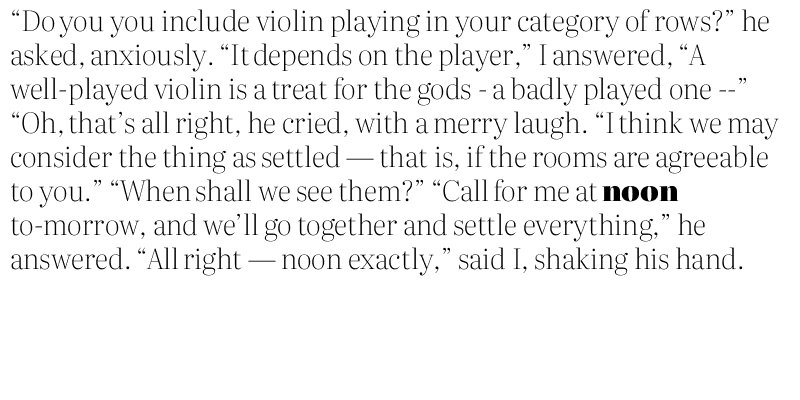 “Do you you include violin playing in your category of rows?” he
asked, anxiously. “It depends on the player,” I answered, “A
well-played violin is a treat for the gods - a badly played one --”
“Oh, that’s all right, he cried, with a merry laugh. “I think we may
consider the thing as settled — that is, if the rooms are agreeable
to you.” “When shall we see them?” “Call for me at noon
to-morrow, and we’ll go together and settle everything,” he
answered. “All right — noon exactly,” said I, shaking his hand.